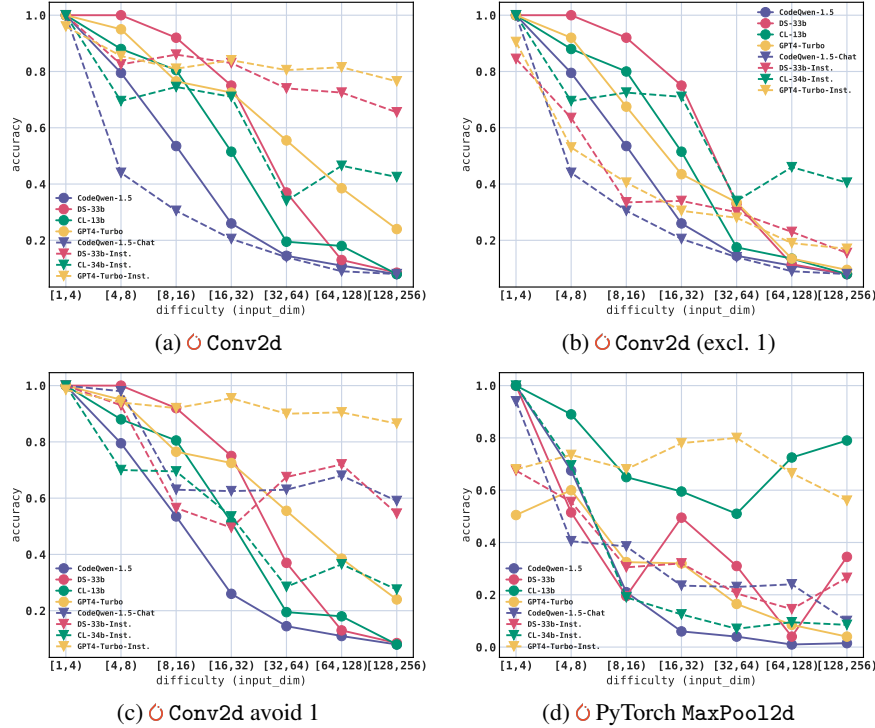 1.0
0.8
0.6
0.4
0.2
accuracy
CodeQwen-1.5
DS-33b
CL-13b
GPT4-Turbo
CodeQwen-1.5-Chat
DS-33b-Inst.
CL-34b-Inst.
GPT4-Turbo-Inst.
[1,4) [4,8) [8,16) [16,32) [32,64) [64,128) [128,256)
difficulty (input_dim)
(a) Conv2d
1.0
0.8
0.6
0.4
0.2
accuracy
CodeQwen-1.5
DS-33b
CL-13b
GPT4-Turbo
CodeQwen-1.5-Chat
DS-33b-Inst.
CL-34b-Inst.
GPT4-Turbo-Inst.
[1,4) [4,8) [8,16) [16,32) [32,64) [64,128) [128,256)
difficulty (input_dim)
(b) Conv2d (excl. 1)
1.0
0.8
0.6
0.4
0.2
accuracy
CodeQwen-1.5
DS-33b
CL-13b
GPT4-Turbo
CodeQwen-1.5-Chat
DS-33b-Inst.
CL-34b-Inst.
GPT4-Turbo-Inst.
[1,4) [4,8) [8,16) [16,32) [32,64) [64,128) [128,256)
difficulty (input_dim)
(c) Conv2d avoid 1
1.0
0.8
0.6
0.4
0.2
0.0
accuracy
CodeQwen-1.5
DS-33b
CL-13b
GPT4-Turbo
CodeQwen-1.5-Chat
DS-33b-Inst.
CL-34b-Inst.
GPT4-Turbo-Inst.
[1,4) [4,8) [8,16) [16,32) [32,64) [64,128) [128,256)
difficulty (input_dim)
(d) PyTorch MaxPool2d